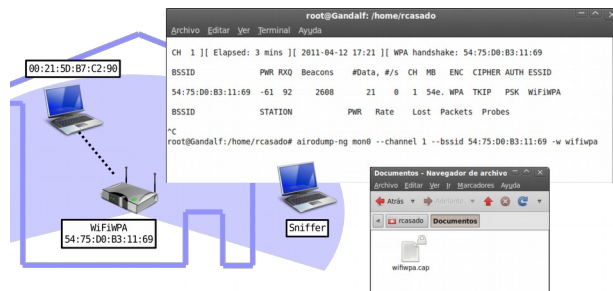 root@Gandalf: /home/rcasado
Archivo Editar Ver Terminal Ayuda
CH 1 ][ Elapsed: 3 mins ][ 2011-04-12 17:21 ][ WPA handshake: 54:75:D0:B3:11:69
BSSID PWR RXQ Beacons #Data, #/s CH MB ENC CIPHER AUTH ESSID
54:75:D0:B3:11:69 -61 92 2608 21 0 1 54e. WPA TKIP PSK WiFiWPA
BSSID STATION PWR Rate Lost Packets Probes
^C
root@Gandalf:/home/rcasado# airodump-ng mon0 --channel 1 --bssid 54:75:D0:B3:11:69 -w wifiwpa
00:21:5D:B7:C2:90
WiFiWPA
54:75:D0:B3:11:69
Sniffer
Documentos - Navegador de archivo
Archivo Editar Ver Ir Marcadores Ayuda
Atrás Adelante
rcasado Documentos
wifiwpa.cap